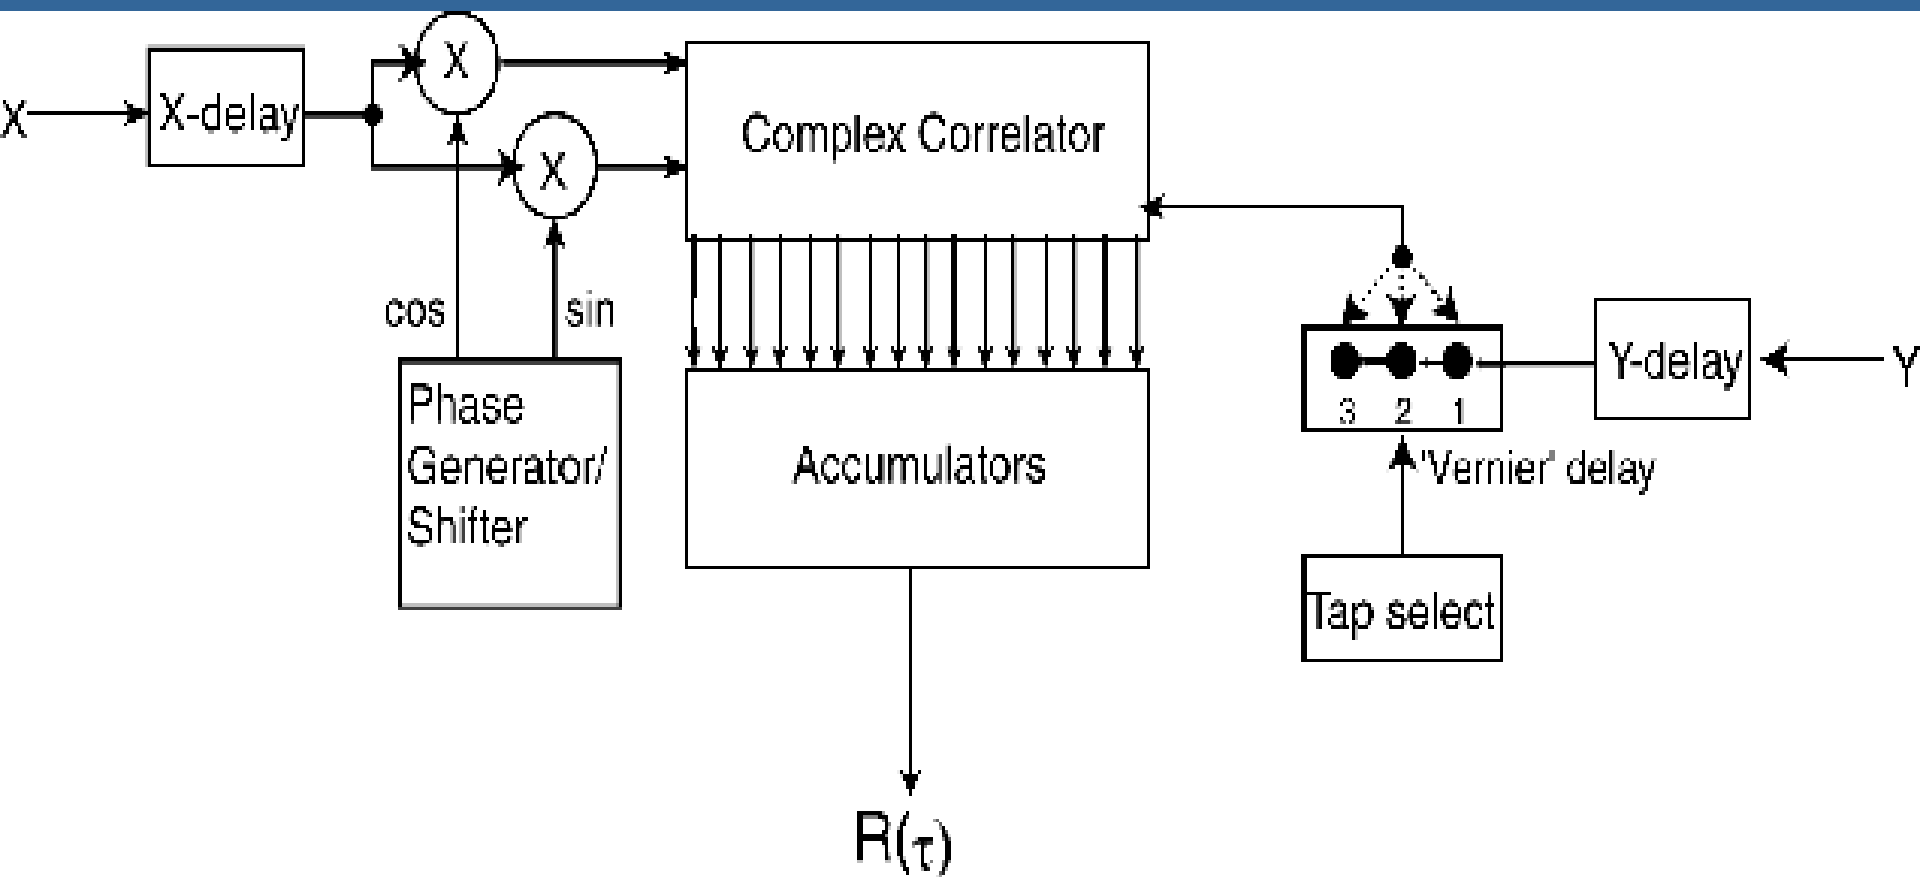 X
X-delay
X
X
Complex Correlator
cos
sin
Phase
Generator/
Shifter
Accumulators
R(τ)
3 2 1
Y-delay
Y
'Vernier' delay
Tap select